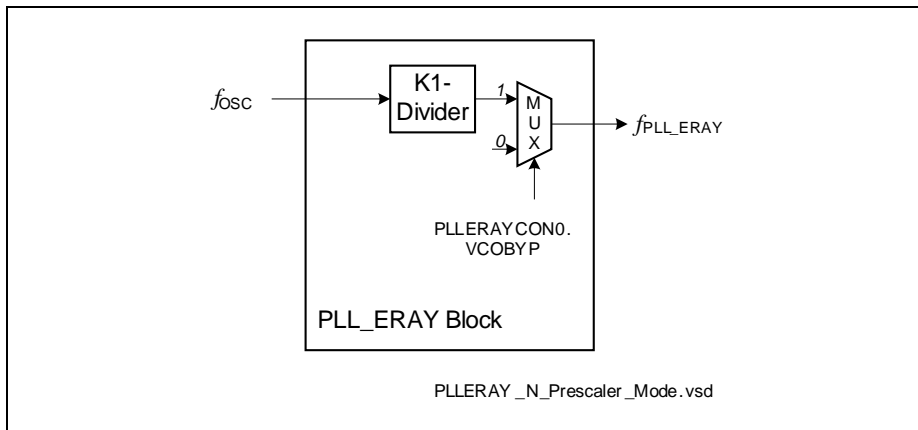 fOSC
K1-
Divider
1
0
M
U
X
fPLL_ERAY
PLLERAYCON0.
VCOBYP
PLL_ERAY Block
PLLERAY_N_Prescaler_Mode.vsd